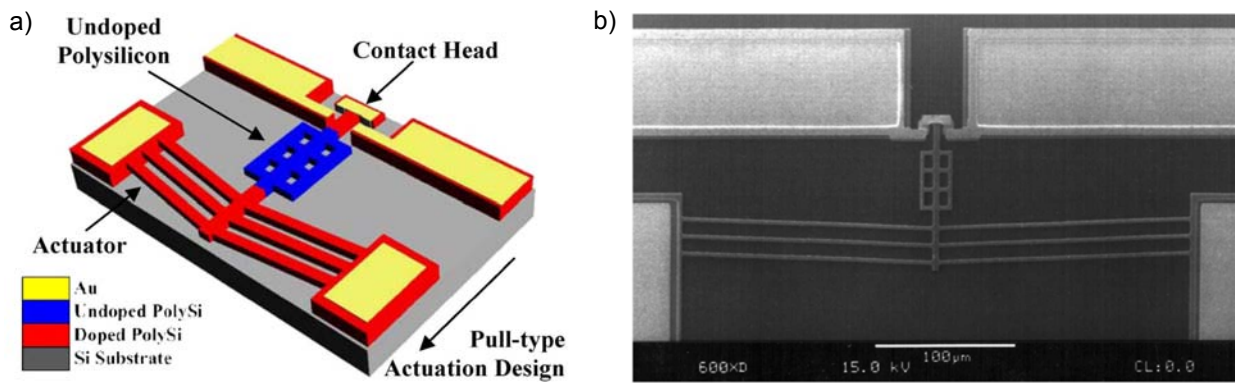 a)
Undoped
Polysilicon
Contact Head
Actuator
Au
Undoped PolySi
Doped PolySi
Si Substrate
Pull-type
Actuation Design
b)
600XD
15.0 kV
100µm
CL:0.0